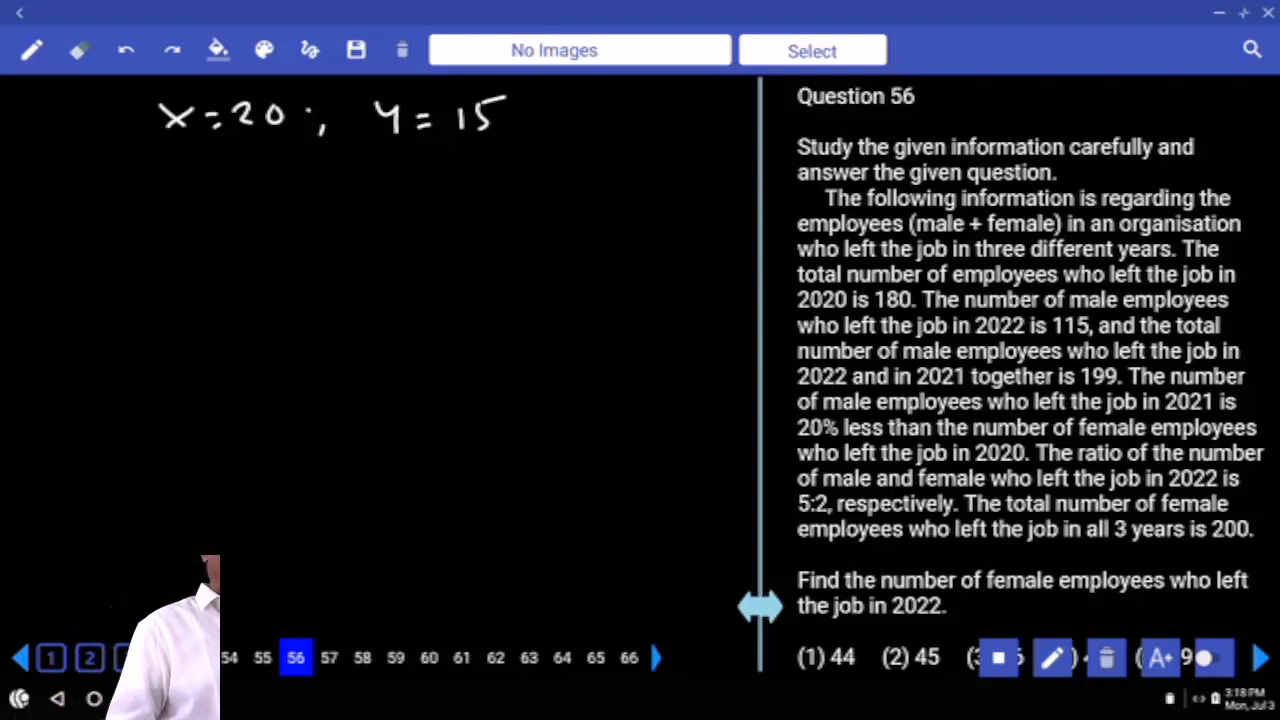 No Images
Select
x = 20 ; y = 15
Question 56
Study the given information carefully and
answer the given question.
The following information is regarding the
employees (male + female) in an organisation
who left the job in three different years. The
total number of employees who left the job in
2020 is 180. The number of male employees
who left the job in 2022 is 115, and the total
number of male employees who left the job in
2022 and in 2021 together is 199. The number
of male employees who left the job in 2021 is
20% less than the number of female employees
who left the job in 2020. The ratio of the number
of male and female who left the job in 2022 is
5:2, respectively. The total number of female
employees who left the job in all 3 years is 200.
Find the number of female employees who left
the job in 2022.
(1) 44 (2) 45
A+
1 2 54 55 56 57 58 59 60 61 62 63 64 65 66
3:18 PM
Mon, Jul 3